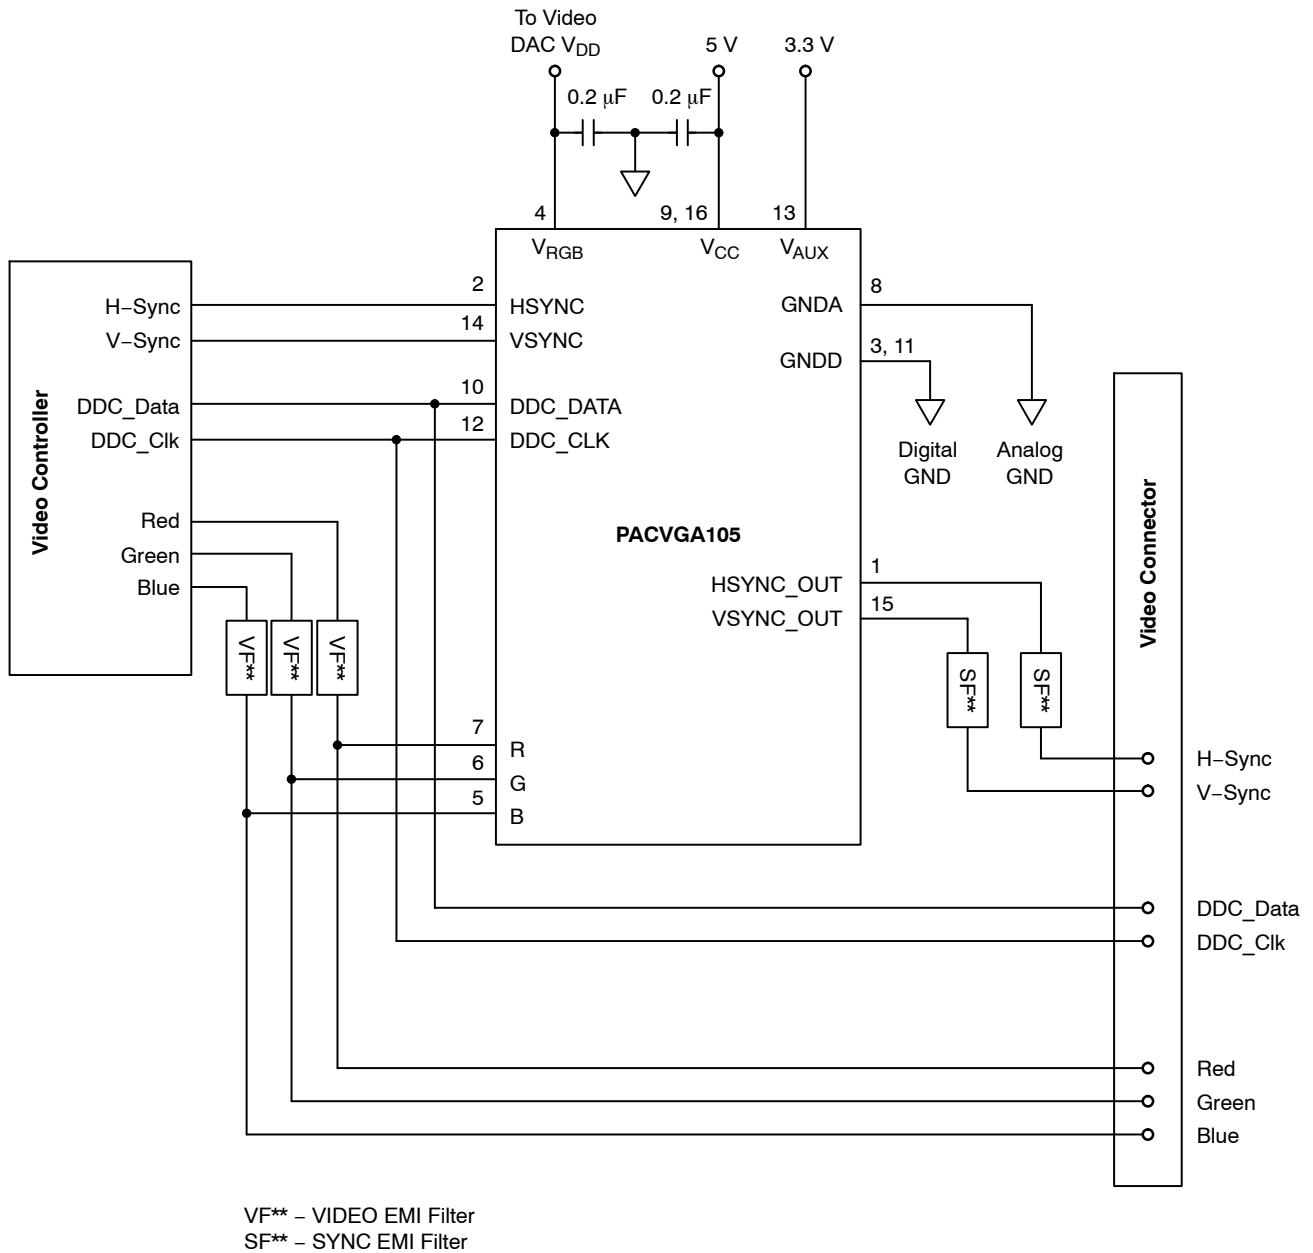 To Video
DAC VDD
5 V
3.3 V
0.2 μF
0.2 μF
4
9, 16
13
VRGB
VCC
VAUX
Video Controller
H−Sync
V−Sync
DDC_Data
DDC_Clk
Red
Green
Blue
2
HSYNC
14
VSYNC
10
DDC_DATA
12
DDC_CLK
GNDA
8
GNDD
3, 11
Digital
GND
Analog
GND
PACVGA105
HSYNC_OUT
1
VSYNC_OUT
15
VF**
VF**
VF**
SF**
SF**
7
R
6
G
5
B
Video Connector
H−Sync
V−Sync
DDC_Data
DDC_Clk
Red
Green
Blue
VF** − VIDEO EMI Filter
SF** − SYNC EMI Filter